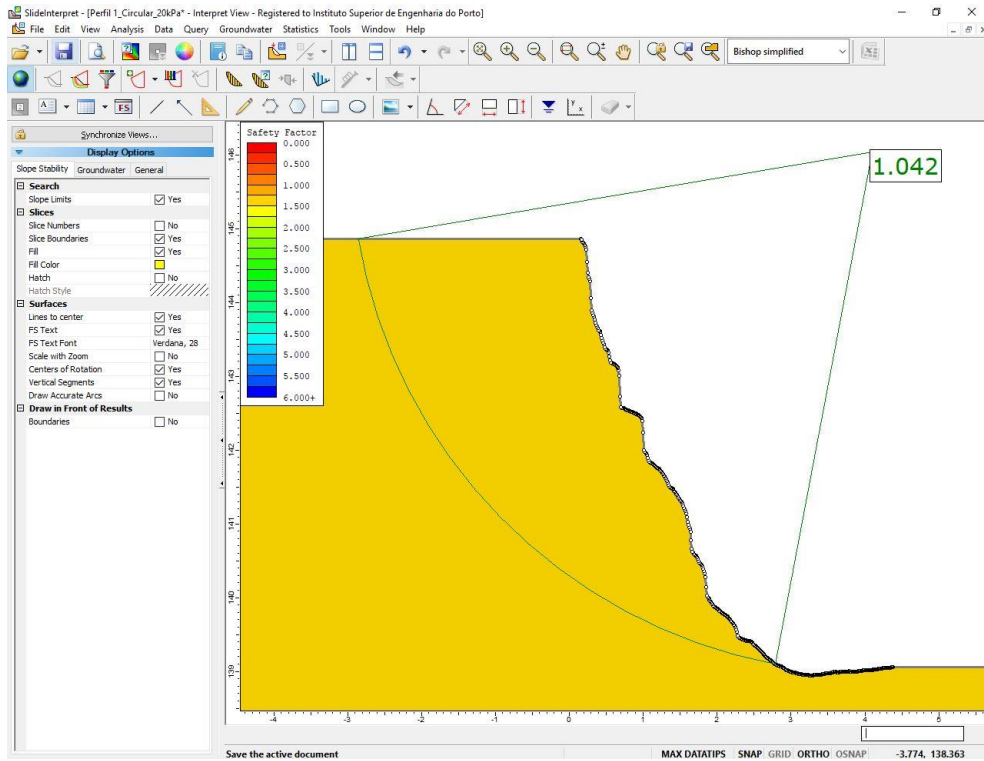 SlideInterpret - [Perfil 1_Circular_20kPa* - Interpret View - Registered to Instituto Superior de Engenharia do Porto]
File Edit View Analysis Data Query Groundwater Statistics Tools Window Help
Bishop simplified
Synchronize Views...
Display Options
Slope Stability Groundwater General
Search
Slope Limits Yes
Slices
Slice Numbers No
Slice Boundaries Yes
Fill Yes
Fill Color
Hatch No
Hatch Style
Surfaces
Lines to center Yes
FS Text Yes
FS Text Font Verdana, 28
Scale with Zoom No
Centers of Rotation Yes
Vertical Segments Yes
Draw Accurate Arcs No
Draw in Front of Results
Boundaries No
Safety Factor
0.000
0.500
1.000
1.500
2.000
2.500
3.000
3.500
4.000
4.500
5.000
5.500
6.000+
1.042
146
145
144
143
142
141
140
139
-4 -3 -2 -1 0 1 2 3 4 5
Save the active document MAX DATATIPS SNAP GRID ORTHO OSNAP -3.774, 138.363